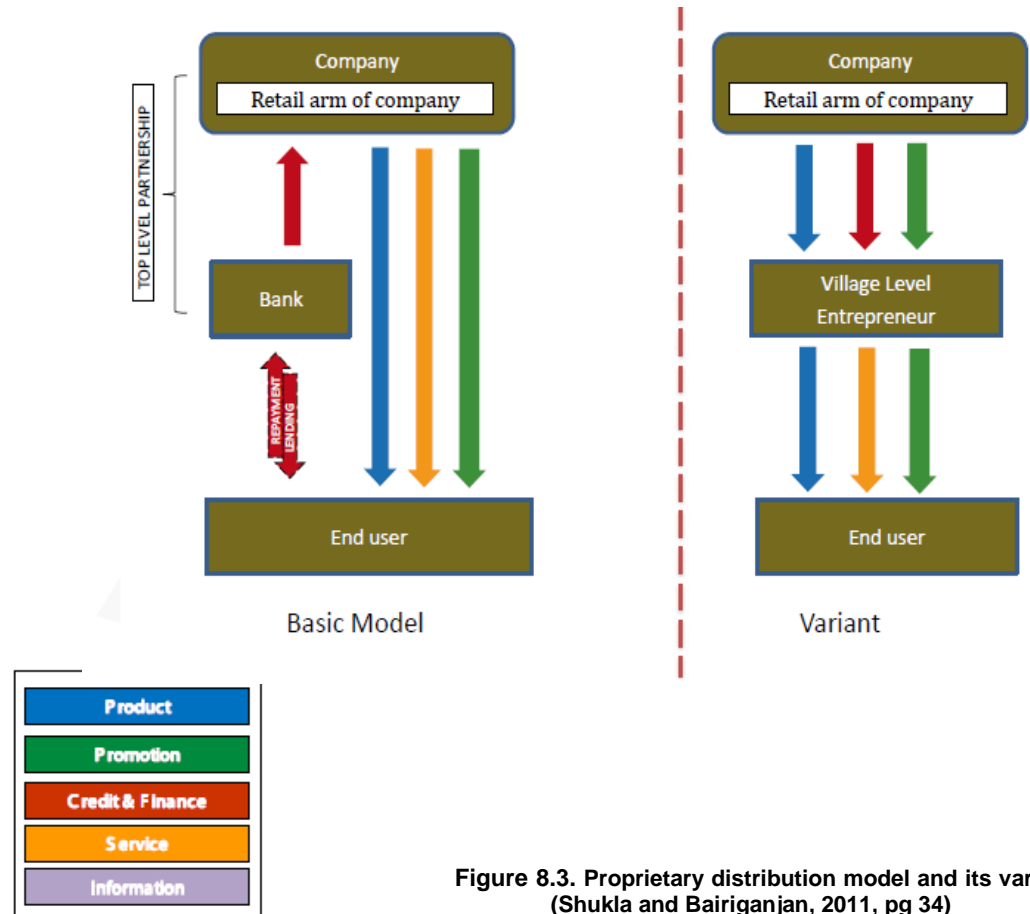 Company
Retail arm of company
TOP LEVEL PARTNERSHIP
Bank
REPAYMENT
LENDING
End user
Basic Model
Company
Retail arm of company
Village Level
Entrepreneur
End user
Variant
Product
Promotion
Credit & Finance
Service
Information
Figure 8.3. Proprietary distribution model and its var
(Shukla and Bairiganjan, 2011, pg 34)